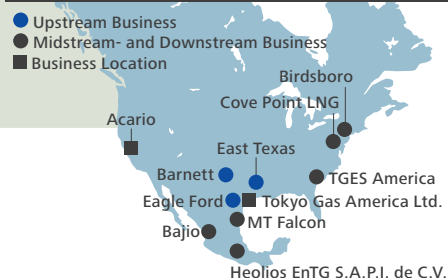 Upstream Business
Midstream- and Downstream Business
Business Location
Birdsboro
Cove Point LNG
Acario
East Texas
Barnett
TGES America
Eagle Ford
Tokyo Gas America Ltd.
MT Falcon
Bajio
Heolios EnTG S.A.P.I. de C.V.